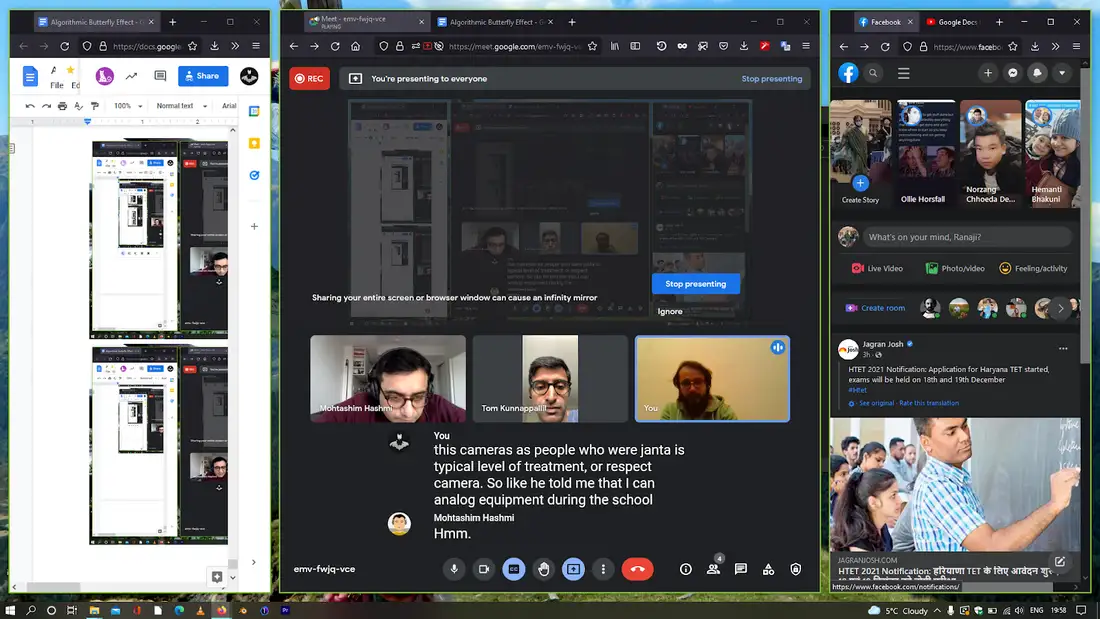 Algorithmic Butterfly Effect - G
https://docs.google
File
Ed
Share
100%
Normal text
Arial
Meet - emv-fwjq-vce
PLAYING
Algorithmic Butterfly Effect - G
https://meet.google.com/emv-fwjq-vc
REC
You're presenting to everyone
Stop presenting
Sharing your entire screen or browser window can cause an infinity mirror
Stop presenting
Ignore
Mohtashim Hashmi
Tom Kunnappallil
You
You
this cameras as people who were janta is
typical level of treatment, or respect
camera. So like he told me that I can
analog equipment during the school
Mohtashim Hashmi
Hmm.
emv-fwjq-vce
4
Facebook
Google Docs
https://www.faceb
Create Story
Ollie Horsfall
Norzang
Chhoeda De...
Hemanti
Bhakuni
What's on your mind, Ranaji?
Live Video
Photo/video
Feeling/activity
Create room
Jagran Josh
3h
HTET 2021 Notification: Application for Haryana TET started,
exams will be held on 18th and 19th December
#Htet
See original · Rate this translation
JAGRANJOSH.COM
HTET 2021 Notification: हरियाणा TET के लिए आवेदन शुरू,
https://www.facebook.com/notifications/
5°C Cloudy
ENG
19:58